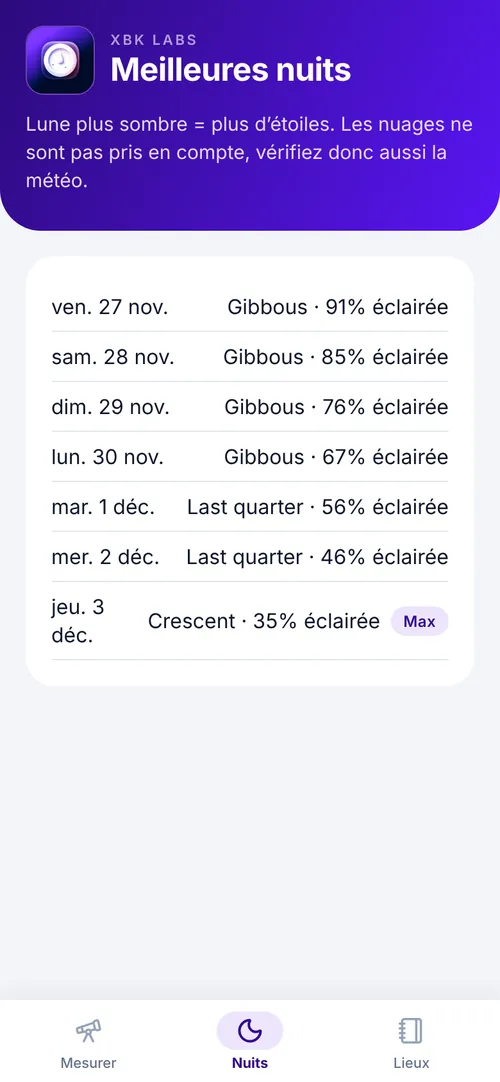 XBK LABS
Meilleures nuits
Lune plus sombre = plus d’étoiles. Les nuages ne
sont pas pris en compte, vérifiez donc aussi la
météo.
ven. 27 nov. Gibbous · 91% éclairée
sam. 28 nov. Gibbous · 85% éclairée
dim. 29 nov. Gibbous · 76% éclairée
lun. 30 nov. Gibbous · 67% éclairée
mar. 1 déc. Last quarter · 56% éclairée
mer. 2 déc. Last quarter · 46% éclairée
jeu. 3
déc.
Crescent · 35% éclairée Max
Mesurer Nuits Lieux